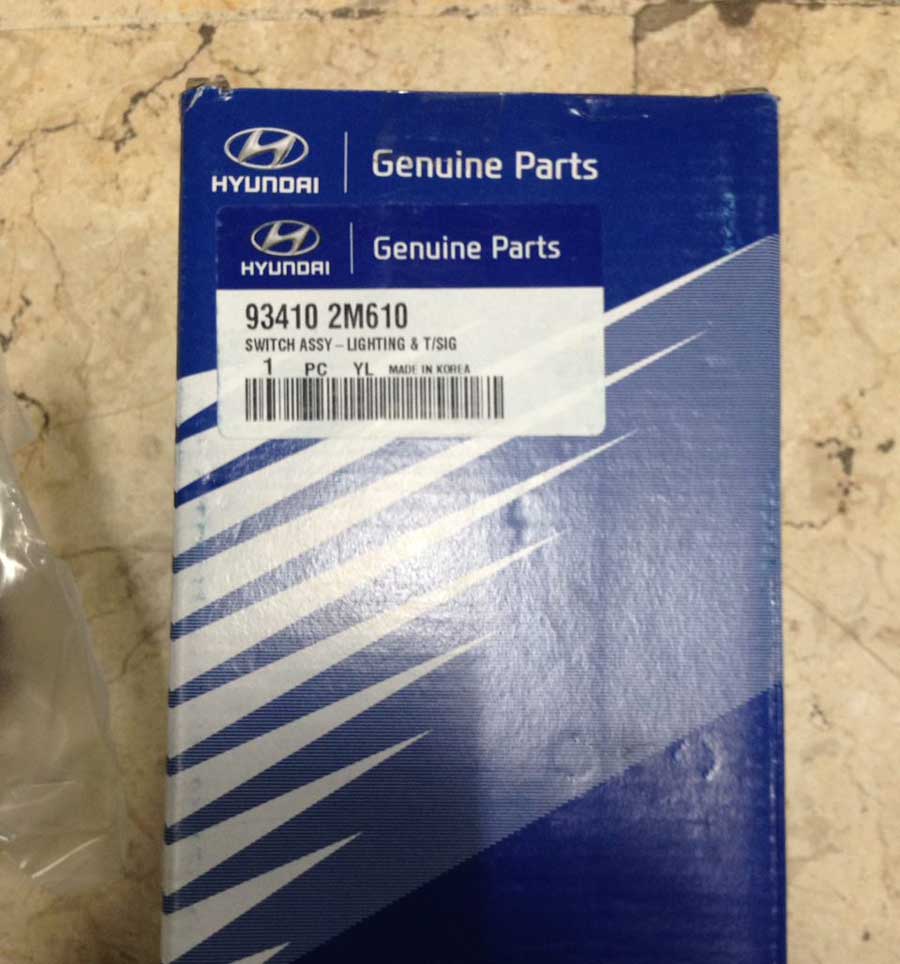 HYUNDAI
Genuine Parts
HYUNDAI
Genuine Parts
93410 2M610
SWITCH ASSY – LIGHTING & T/SIG
1 PC YL MADE IN KOREA